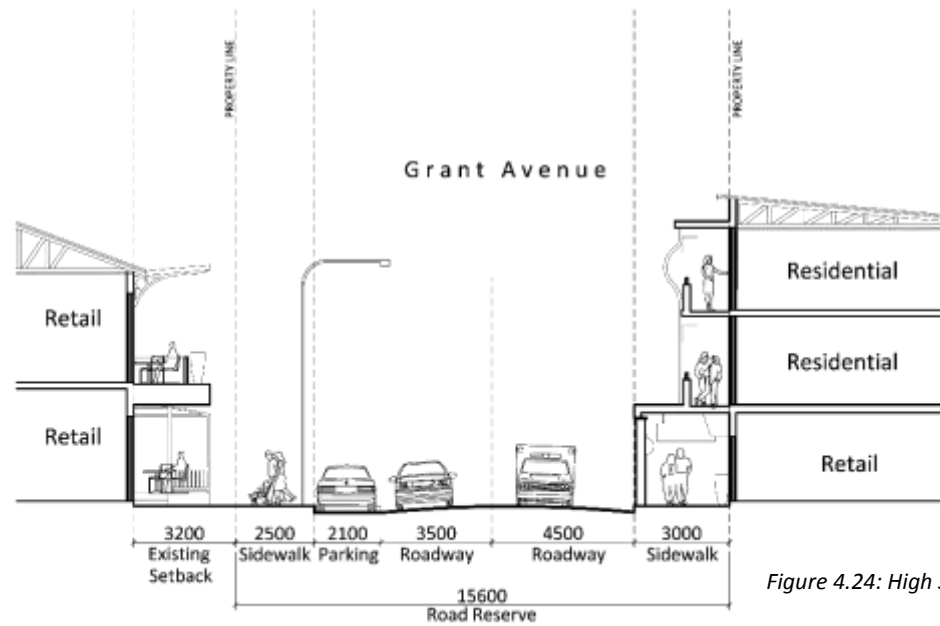 PROPERTY LINE
PROPERTY LINE
Grant Avenue
Residential
Retail
Residential
Retail
Retail
3200 2500 2100 3500 4500 3000
Existing Sidewalk Parking Roadway Roadway Sidewalk
Setback
15600
Road Reserve
Figure 4.24: High